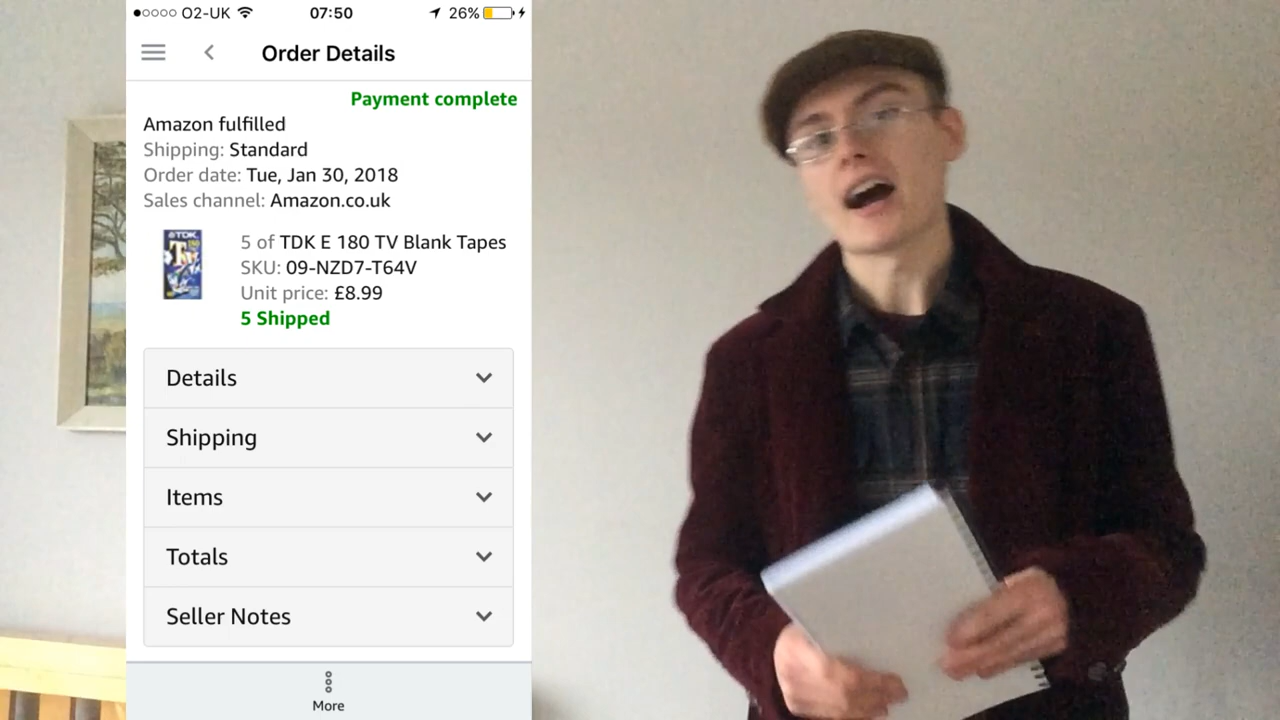 O2-UK 07:50 26%
Order Details
Payment complete
Amazon fulfilled
Shipping: Standard
Order date: Tue, Jan 30, 2018
Sales channel: Amazon.co.uk
TDK
5 of TDK E 180 TV Blank Tapes
SKU: 09-NZD7-T64V
Unit price: £8.99
5 Shipped
Details
Shipping
Items
Totals
Seller Notes
More